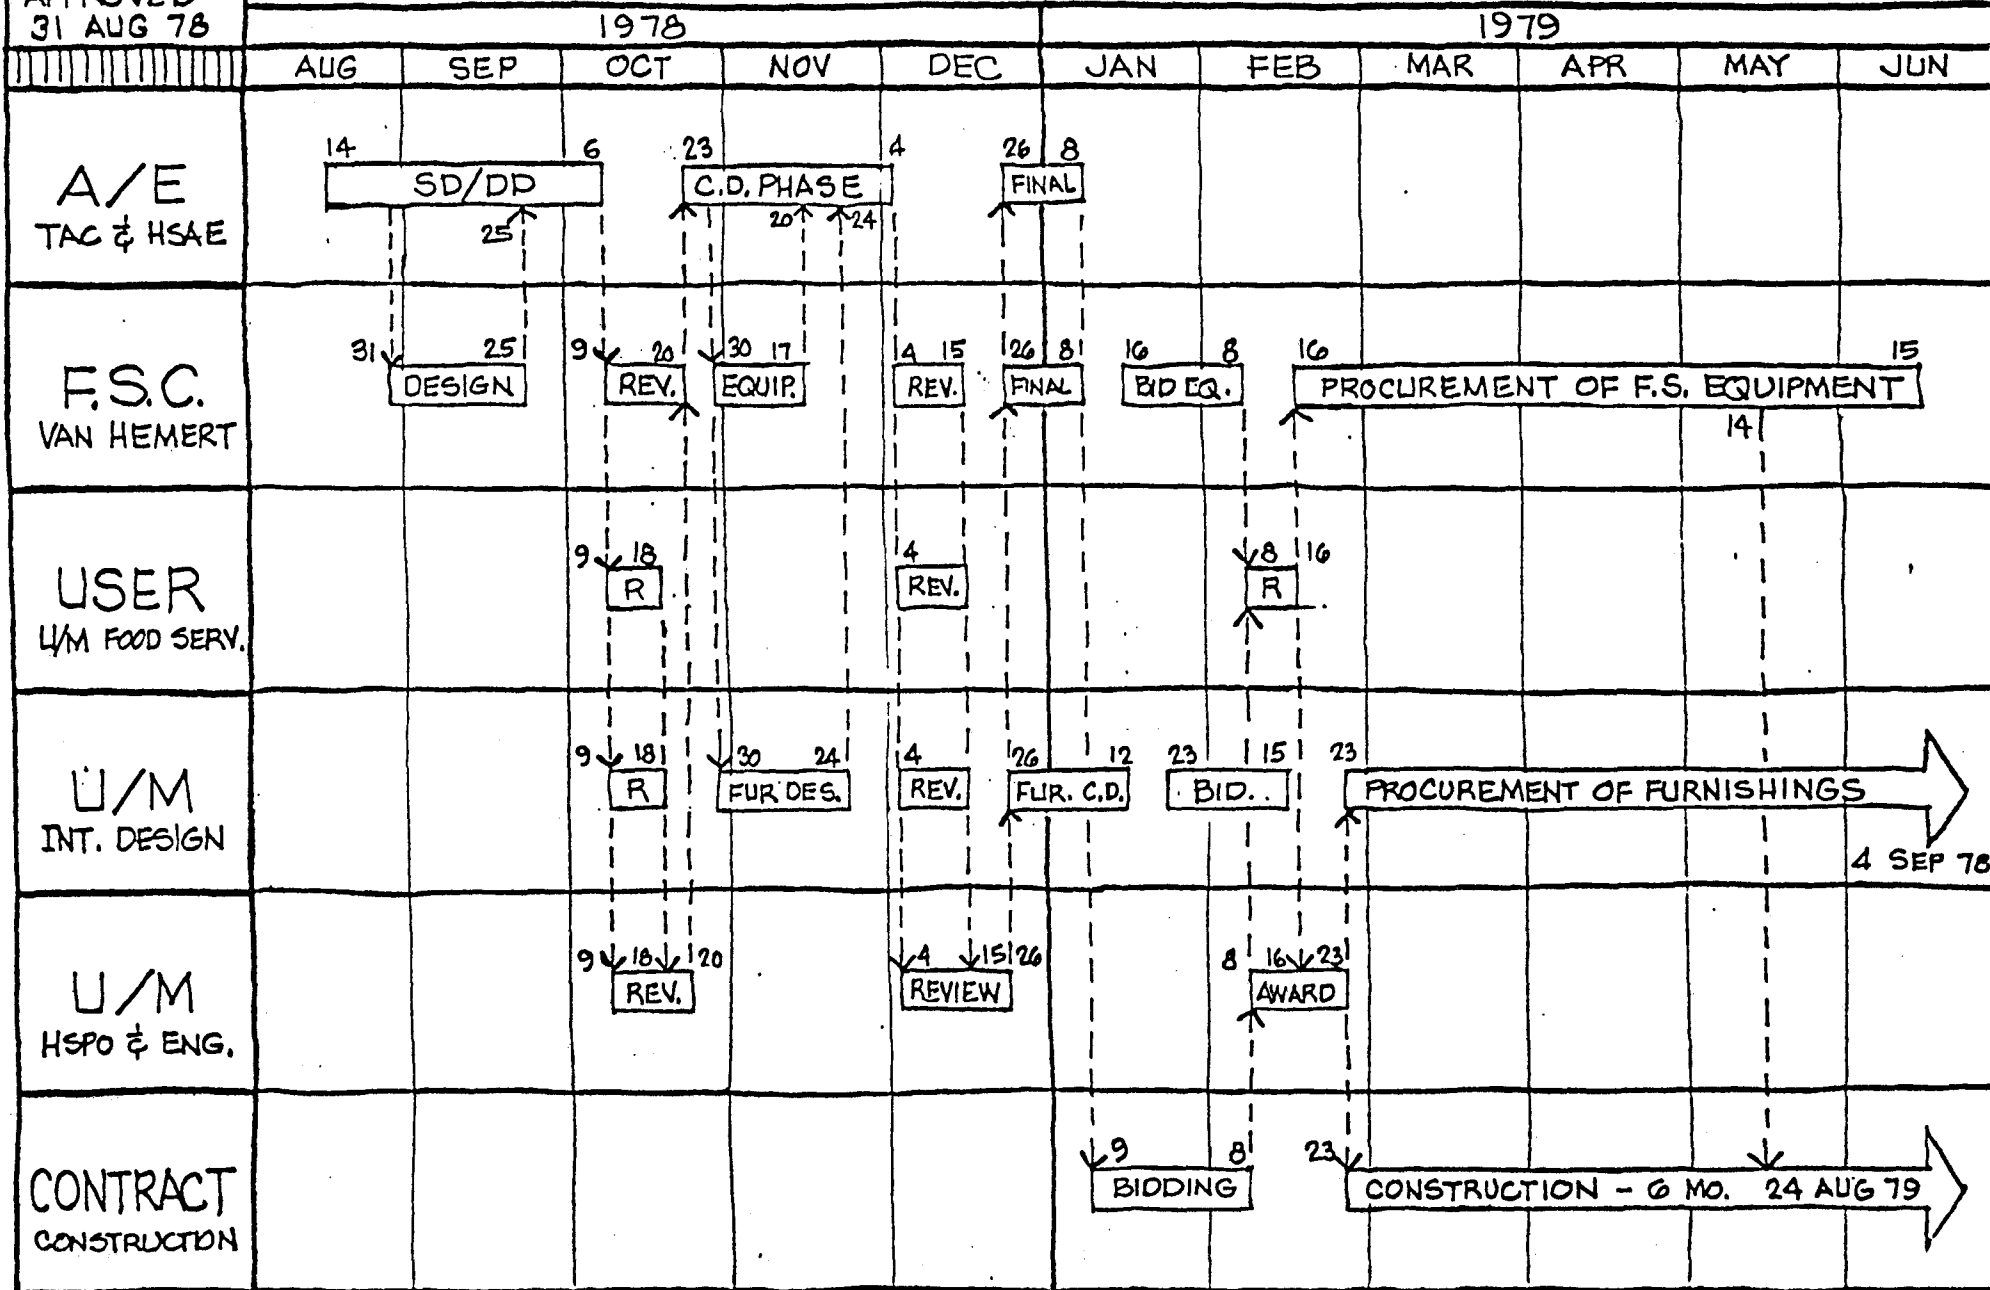 APPROVED
31 AUG 78
1978
1979
AUG SEP OCT NOV DEC JAN FEB MAR APR MAY JUN
A/E
TAC & HSAE
14 6 23 4 26 8
SD/DD C.D. PHASE FINAL
25 20 24
F.S.C.
VAN HEMERT
31 25 9 20 30 17 4 15 26 8 16 8 16 15
DESIGN REV. EQUIP. REV. FINAL BID EQ. PROCUREMENT OF F.S. EQUIPMENT
14
USER
U/M FOOD SERV.
9 18 4 8 16
R REV. R
U/M
INT. DESIGN
9 18 30 24 4 26 12 23 15 23
R FUR DES. REV. FUR. C.D. BID. PROCUREMENT OF FURNISHINGS
4 SEP 78
U/M
HSPO & ENG.
9 18 20 4 15 26 8 16 23
REV. REVIEW AWARD
CONTRACT
CONSTRUCTION
9 8 23
BIDDING CONSTRUCTION - 6 MO. 24 AUG 79